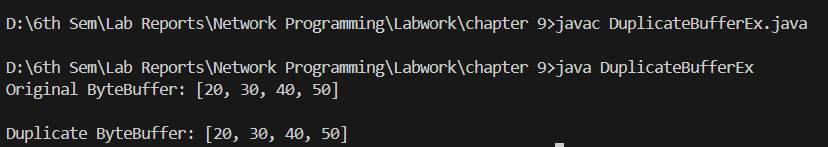 D:\6th Sem\Lab Reports\Network Programming\Labwork\chapter 9>javac DuplicateBufferEx.java
D:\6th Sem\Lab Reports\Network Programming\Labwork\chapter 9>java DuplicateBufferEx
Original ByteBuffer: [20, 30, 40, 50]
Duplicate ByteBuffer: [20, 30, 40, 50]